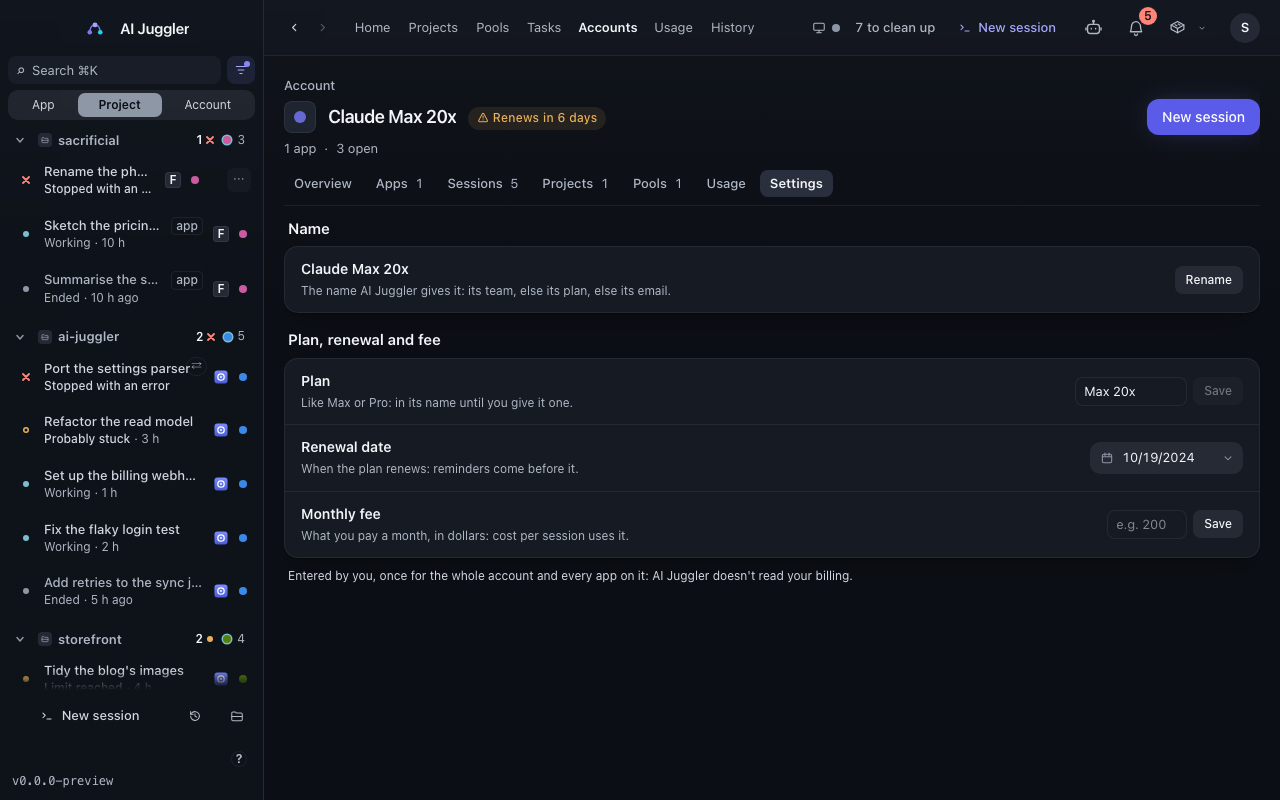 AI Juggler
Search ⌘K
App Project Account
sacrificial 1 3
Rename the ph... F
Stopped with an ...
Sketch the pricin... app F
Working · 10 h
Summarise the s... app F
Ended · 10 h ago
ai-juggler 2 5
Port the settings parser
Stopped with an error
Refactor the read model
Probably stuck · 3 h
Set up the billing webh...
Working · 1 h
Fix the flaky login test
Working · 2 h
Add retries to the sync j...
Ended · 5 h ago
storefront 2 4
Tidy the blog's images
Limit reached · 4 h
New session
?
v0.0.0-preview
Home Projects Pools Tasks Accounts Usage History 7 to clean up New session 5 S
Account
Claude Max 20x Renews in 6 days New session
1 app · 3 open
Overview Apps 1 Sessions 5 Projects 1 Pools 1 Usage Settings
Name
Claude Max 20x
The name AI Juggler gives it: its team, else its plan, else its email.
Rename
Plan, renewal and fee
Plan
Like Max or Pro: in its name until you give it one.
Max 20x Save
Renewal date
When the plan renews: reminders come before it.
10/19/2024
Monthly fee
What you pay a month, in dollars: cost per session uses it.
e.g. 200 Save
Entered by you, once for the whole account and every app on it: AI Juggler doesn't read your billing.